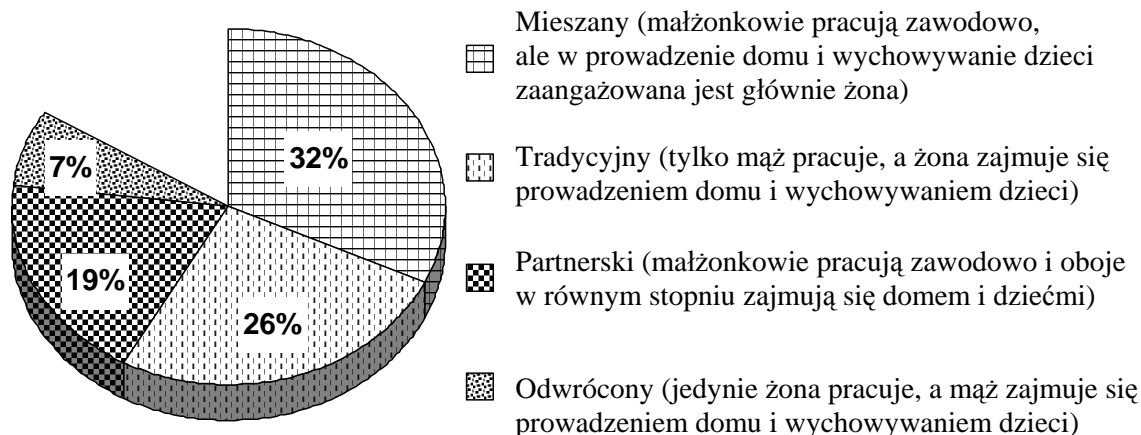 Mieszany (małżonkowie pracują zawodowo,
ale w prowadzenie domu i wychowywanie dzieci
zaangażowana jest głównie żona)
Tradycyjny (tylko mąż pracuje, a żona zajmuje się
prowadzeniem domu i wychowywaniem dzieci)
Partnerski (małżonkowie pracują zawodowo i oboje
w równym stopniu zajmują się domem i dziećmi)
Odwrócony (jedynie żona pracuje, a mąż zajmuje się
prowadzeniem domu i wychowywaniem dzieci)
32%
7%
19%
26%